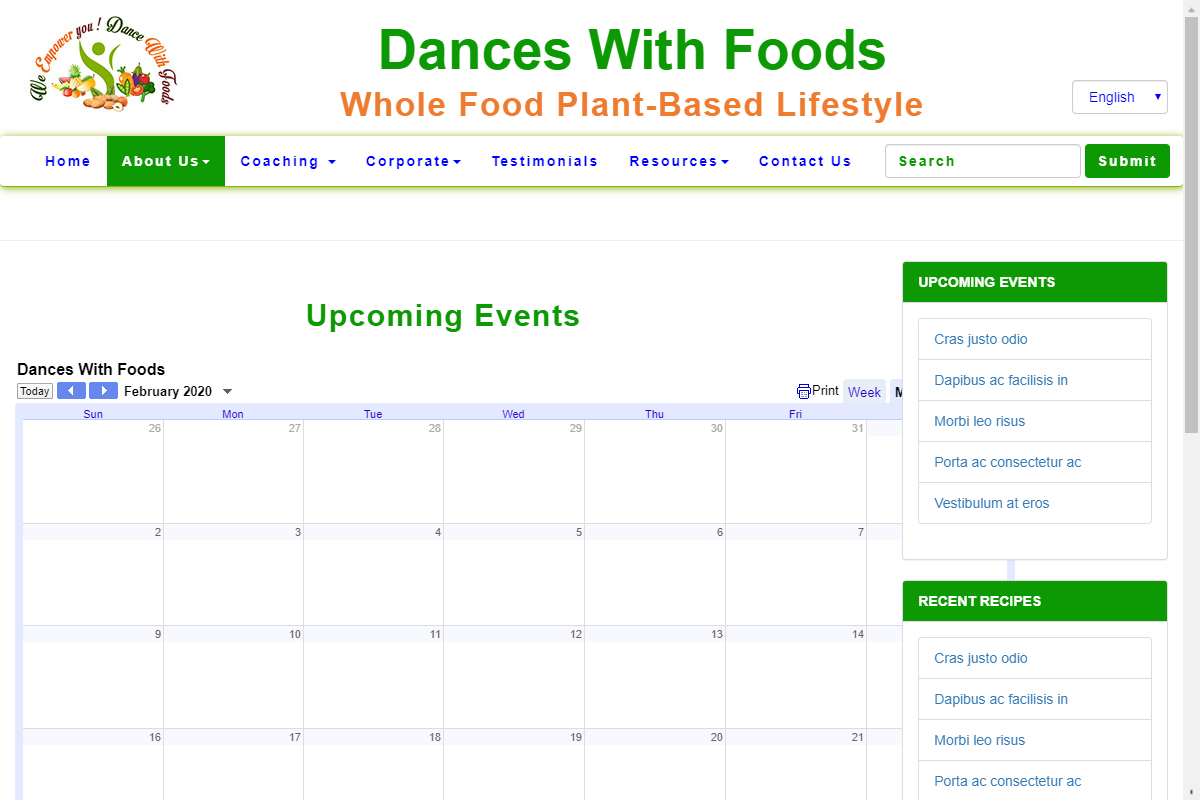 We Empower you ! Dance With Foods
Dances With Foods
Whole Food Plant-Based Lifestyle
English
Home About Us Coaching Corporate Testimonials Resources Contact Us Search Submit
Upcoming Events
Dances With Foods
Today February 2020 Print Week
Sun Mon Tue Wed Thu Fri
26 27 28 29 30 31
2 3 4 5 6 7
9 10 11 12 13 14
16 17 18 19 20 21
UPCOMING EVENTS
Cras justo odio
Dapibus ac facilisis in
Morbi leo risus
Porta ac consectetur ac
Vestibulum at eros
RECENT RECIPES
Cras justo odio
Dapibus ac facilisis in
Morbi leo risus
Porta ac consectetur ac